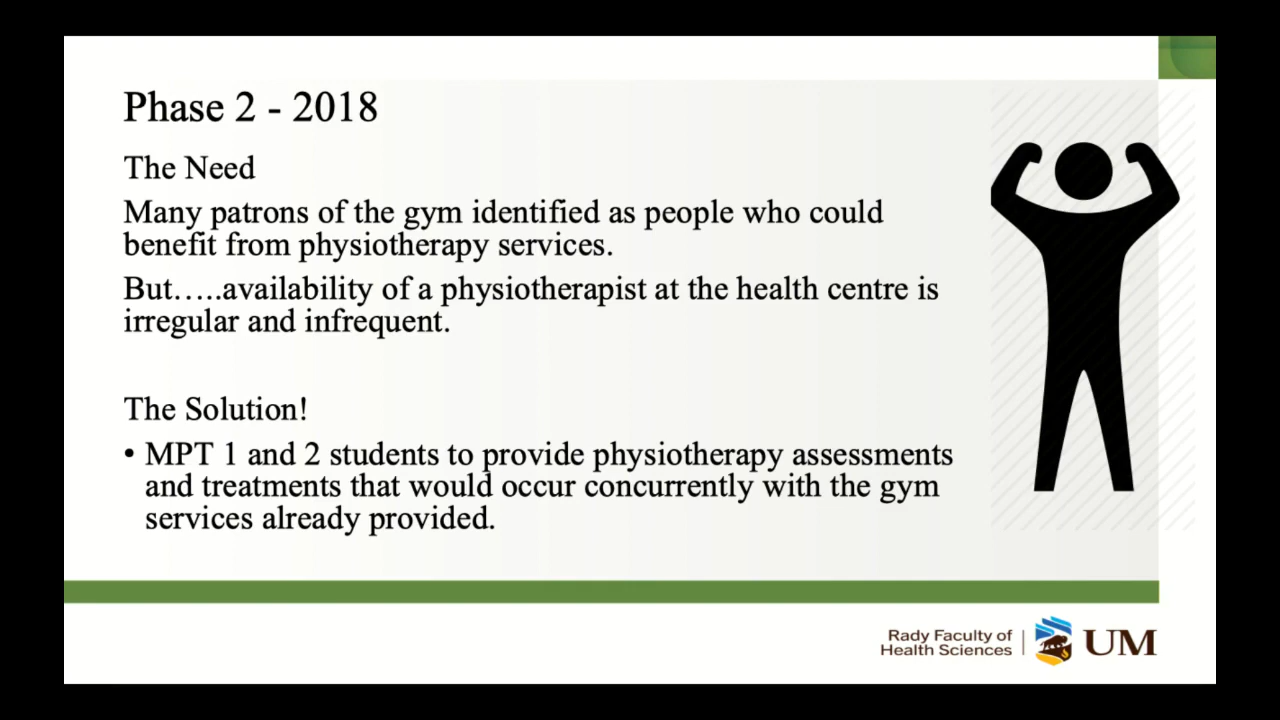 Phase 2 - 2018
The Need
Many patrons of the gym identified as people who could
benefit from physiotherapy services.
But…..availability of a physiotherapist at the health centre is
irregular and infrequent.
The Solution!
• MPT 1 and 2 students to provide physiotherapy assessments
and treatments that would occur concurrently with the gym
services already provided.
Rady Faculty of
Health Sciences
UM